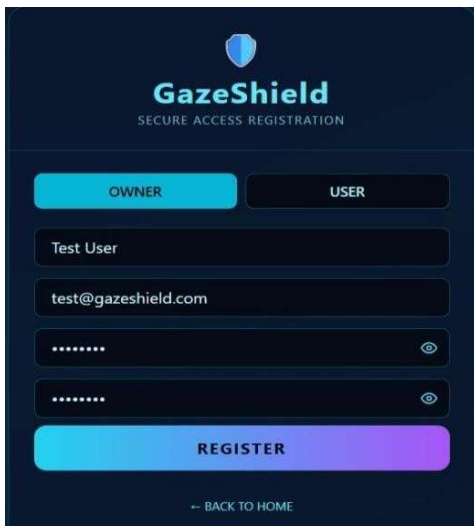 GazeShield
SECURE ACCESS REGISTRATION
OWNER USER
Test User
test@gazeshield.com
••••••••
••••••••
REGISTER
← BACK TO HOME